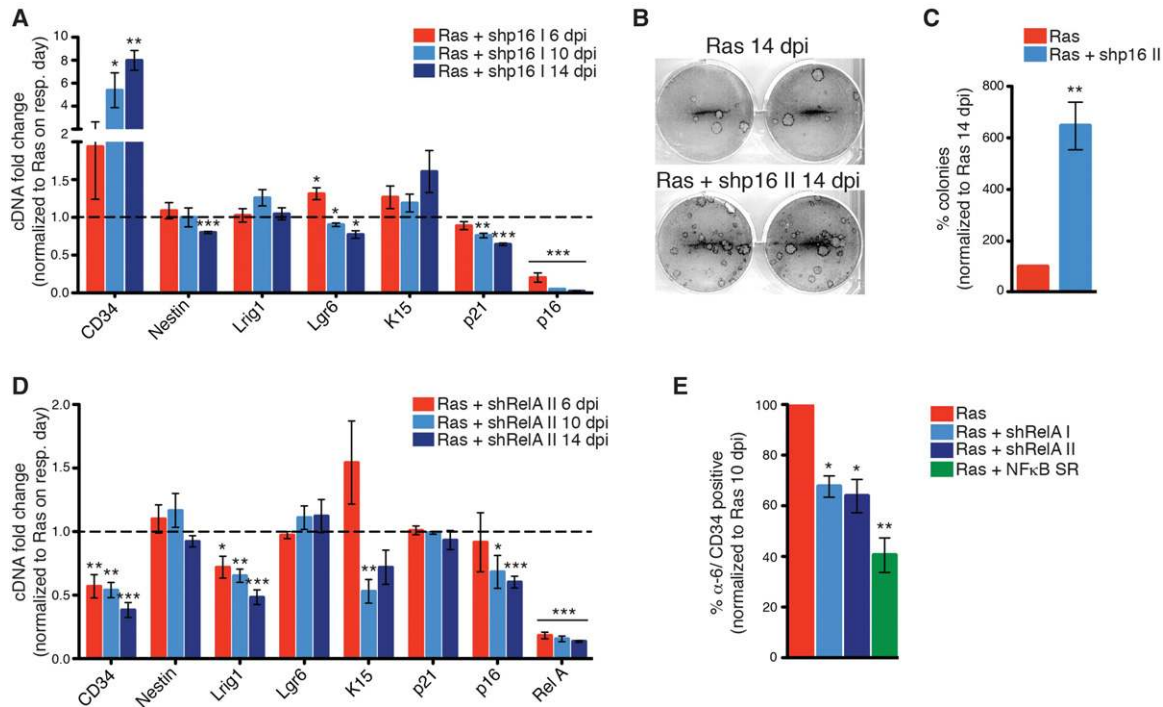 A
Ras + shp16 I 6 dpi
Ras + shp16 I 10 dpi
Ras + shp16 I 14 dpi
cDNA fold change
(normalized to Ras on resp. day)
10
8
6
4
2
2
1.5
1.0
0.5
0.0
*
**
***
*
*
*
**
***
***
CD34
Nestin
Lrig1
Lgr6
K15
p21
p16
B
Ras 14 dpi
Ras + shp16 II 14 dpi
C
Ras
Ras + shp16 II
% colonies
(normalized to Ras 14 dpi)
800
600
400
200
0
**
D
Ras + shRelA II 6 dpi
Ras + shRelA II 10 dpi
Ras + shRelA II 14 dpi
cDNA fold change
(normalized to Ras on resp. day)
2.0
1.5
1.0
0.5
0.0
**
**
***
*
**
***
**
*
***
***
CD34
Nestin
Lrig1
Lgr6
K15
p21
p16
Rel A
E
Ras
Ras + shRelA I
Ras + shRelA II
Ras + NFκB SR
% α-6/ CD34 positive
(normalized to Ras 10 dpi)
100
80
60
40
20
0
*
*
**